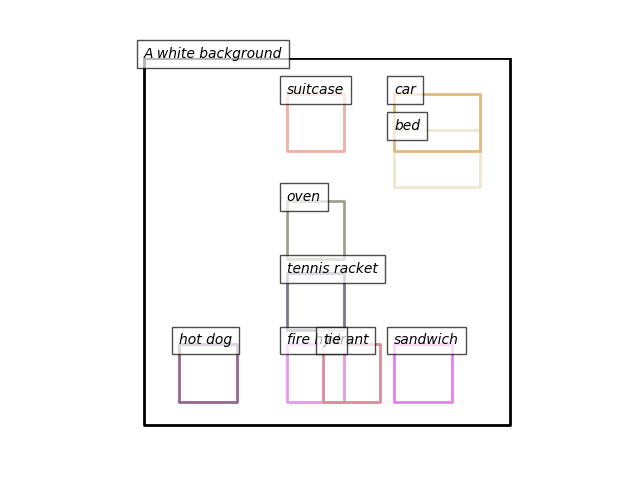 A white background
suitcase
car
bed
oven
tennis racket
hot dog
fire hydrant
tie
sandwich